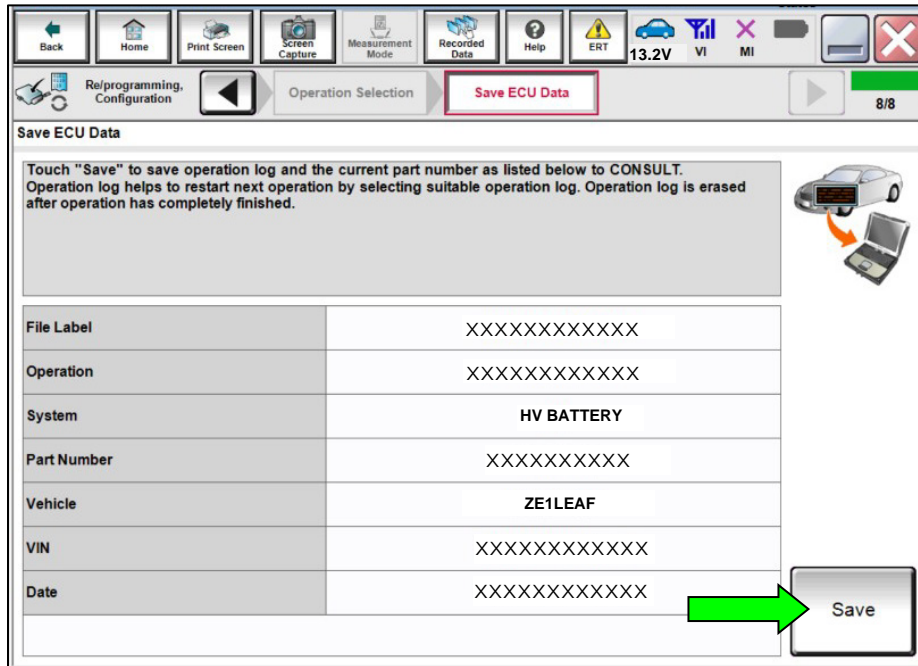 Back
Home
Print Screen
Screen Capture
Measurement Mode
Recorded Data
Help
ERT
13.2V
VI
MI
Re/programming, Configuration
Operation Selection
Save ECU Data
8/8
Save ECU Data
Touch "Save" to save operation log and the current part number as listed below to CONSULT.
Operation log helps to restart next operation by selecting suitable operation log. Operation log is erased
after operation has completely finished.
File Label XXXXXXXXXXXX
Operation XXXXXXXXXXXX
System HV BATTERY
Part Number XXXXXXXXXX
Vehicle ZE1LEAF
VIN XXXXXXXXXXXX
Date XXXXXXXXXXXX
Save